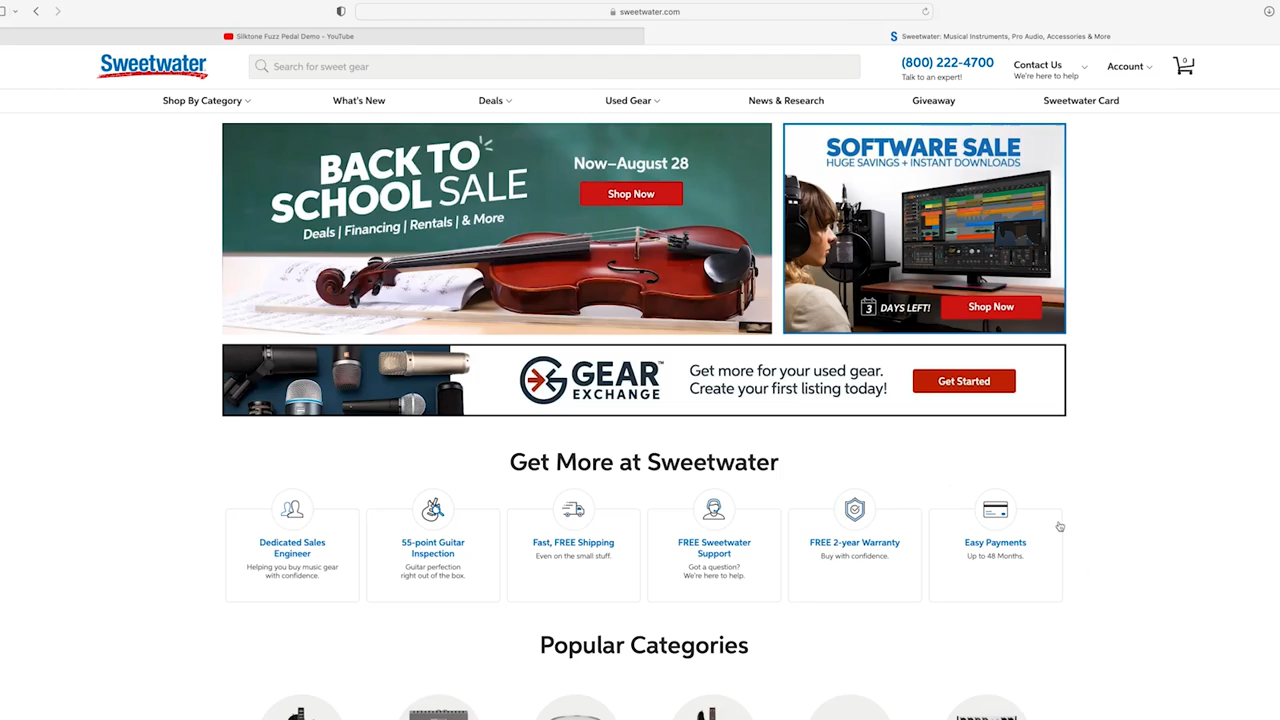 sweetwater.com
Silktone Fuzz Pedal Demo - YouTube
Sweetwater: Musical Instruments, Pro Audio, Accessories & More
Sweetwater
Search for sweet gear
(800) 222-4700
Talk to an expert!
Contact Us
We're here to help
Account
0
Shop By Category
What's New
Deals
Used Gear
News & Research
Giveaway
Sweetwater Card
BACK TO
SCHOOL SALE
Deals | Financing | Rentals | & More
Now–August 28
Shop Now
SOFTWARE SALE
HUGE SAVINGS + INSTANT DOWNLOADS
3 DAYS LEFT!
Shop Now
GEAR
EXCHANGE™
Get more for your used gear.
Create your first listing today!
Get Started
Get More at Sweetwater
Dedicated Sales
Engineer
Helping you buy music gear
with confidence.
55-point Guitar
Inspection
Guitar perfection
right out of the box.
Fast, FREE Shipping
Even on the small stuff.
FREE Sweetwater
Support
Got a question?
We're here to help.
FREE 2-year Warranty
Buy with confidence.
Easy Payments
Up to 48 Months.
Popular Categories